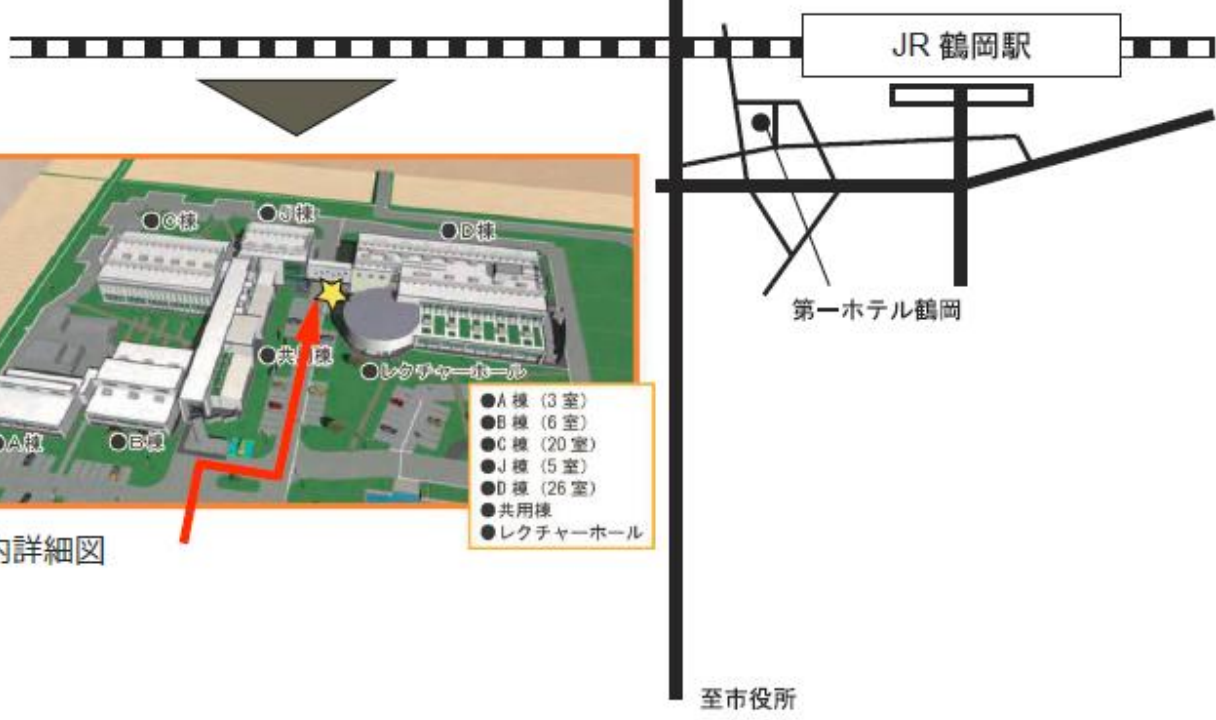 JR 鶴岡駅
●C棟
●J棟
●D棟
第一ホテル鶴岡
●共用棟
●レクチャーホール
●A棟
●B棟
●A 棟 (3 室)
●B 棟 (6 室)
●C 棟 (20 室)
●J 棟 (5 室)
●D 棟 (26 室)
●共用棟
●レクチャーホール
内詳細図
至市役所